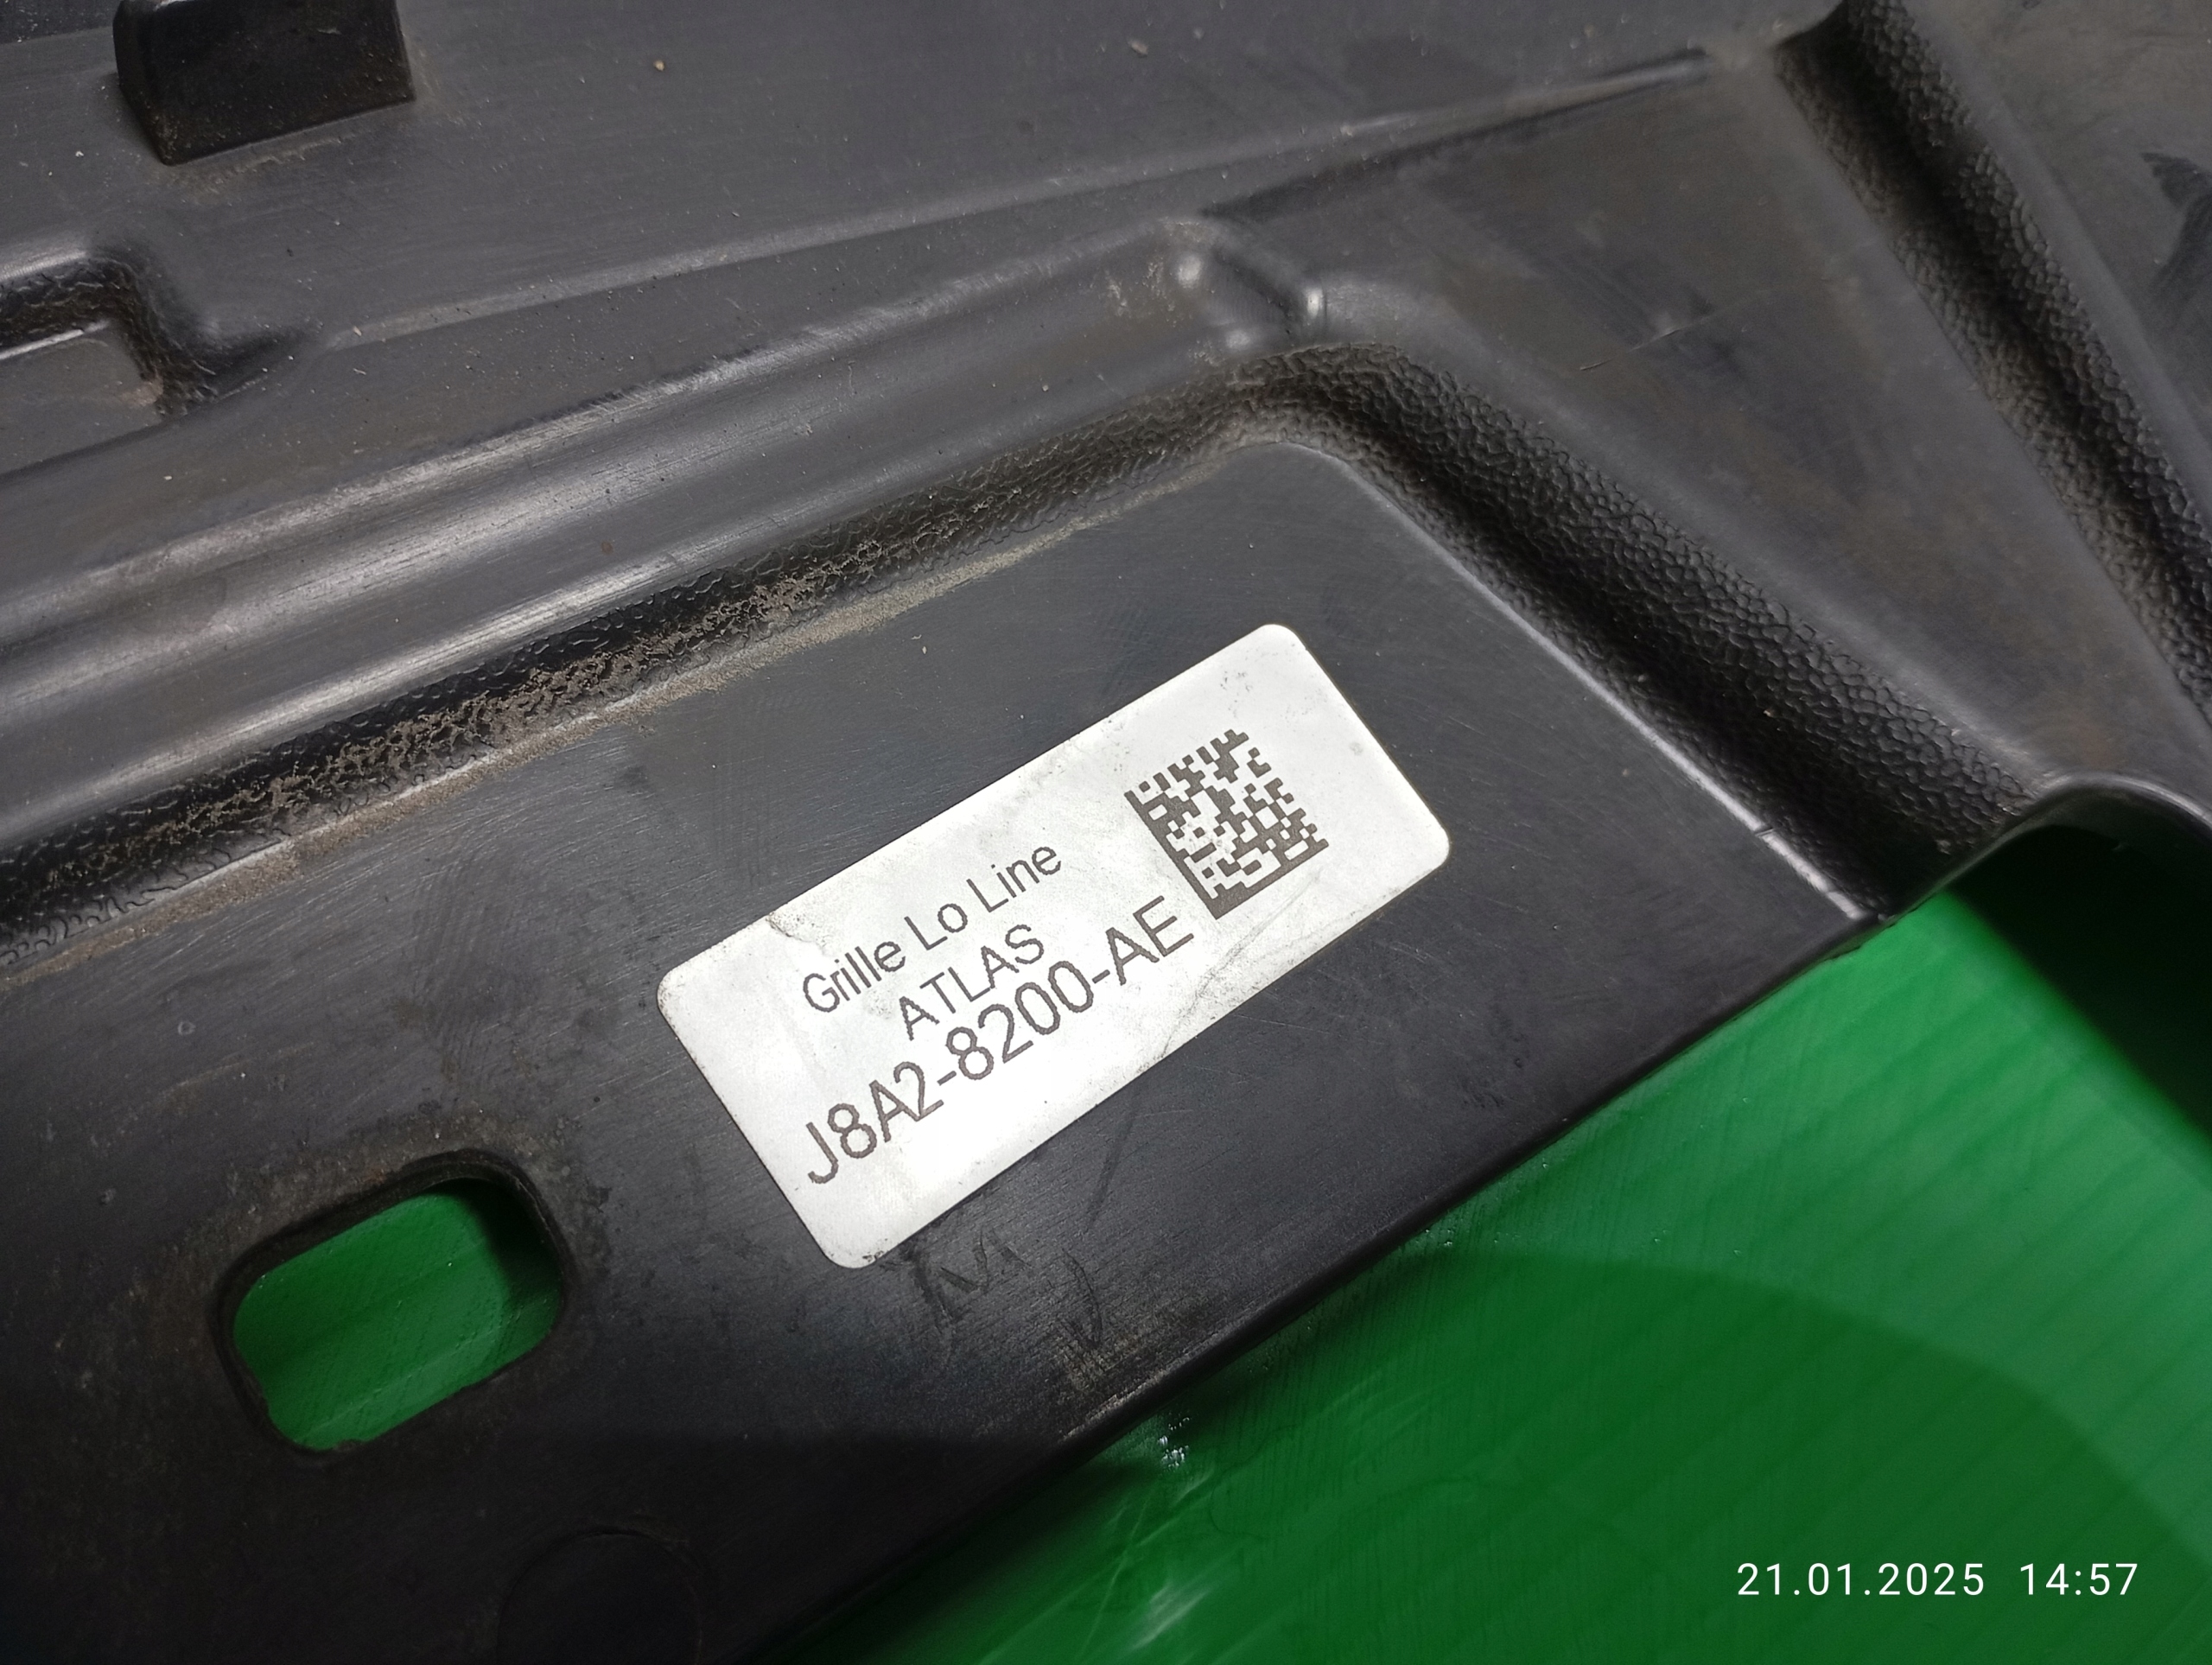 Grille Lo Line
ATLAS
J8A2-8200-AE
21.01.2025 14:57